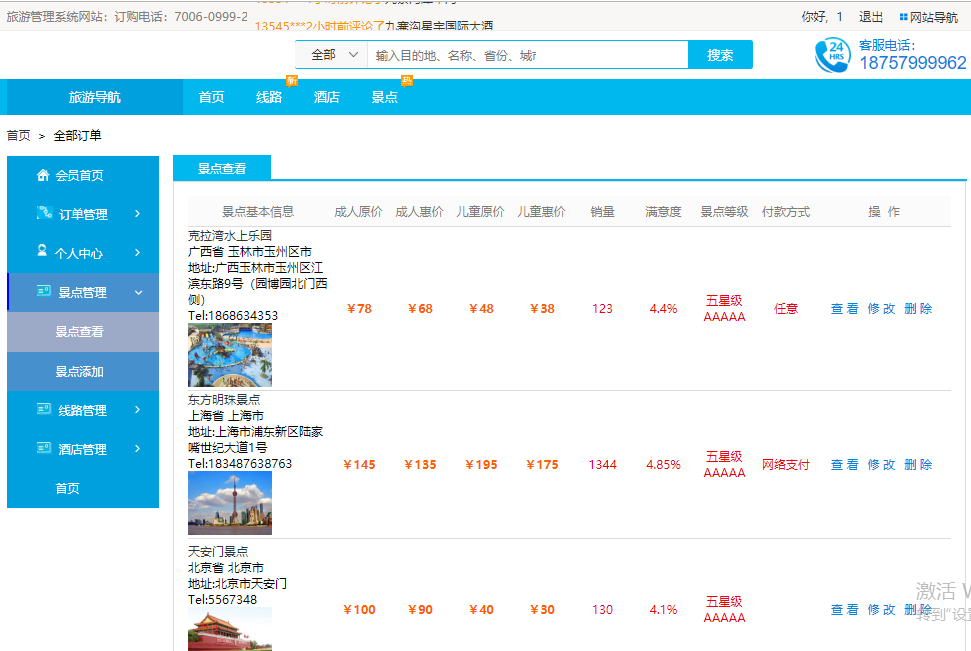 旅游管理系统网站：订购电话：7006-0999-2
13545***2小时前评论了九寨沟星宇国际大酒
你好, 1 退出 网站导航
全部 输入目的地、名称、省份、城市 搜索
24 HRS
客服电话：
18757999962
旅游导航 首页 线路 酒店 景点
首页 > 全部订单
会员首页
订单管理
个人中心
景点管理
景点查看
景点添加
线路管理
酒店管理
首页
景点查看
景点基本信息 成人原价 成人惠价 儿童原价 儿童惠价 销量 满意度 景点等级 付款方式 操 作
克拉湾水上乐园
广西省 玉林市玉州区市
地址:广西玉林市玉州区江
滨东路9号（园博园北门西
侧）
Tel:1868634353
￥78 ￥68 ￥48 ￥38 123 4.4% 五星级 任意 查 看 修 改 删 除
AAAAA
东方明珠景点
上海省 上海市
地址:上海市浦东新区陆家
嘴世纪大道1号
Tel:183487638763
￥145 ￥135 ￥195 ￥175 1344 4.85% 五星级 网络支付 查 看 修 改 删 除
AAAAA
天安门景点
北京省 北京市
地址:北京市天安门
Tel:5567348
￥100 ￥90 ￥40 ￥30 130 4.1% 五星级 查 看 修 改 删 除
AAAAA
激活 W
转到"设置